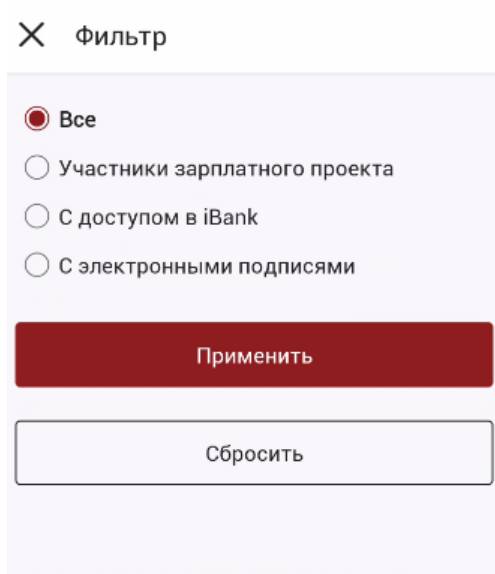 Фильтр
Все
Участники зарплатного проекта
С доступом в iBank
С электронными подписями
Применить
Сбросить